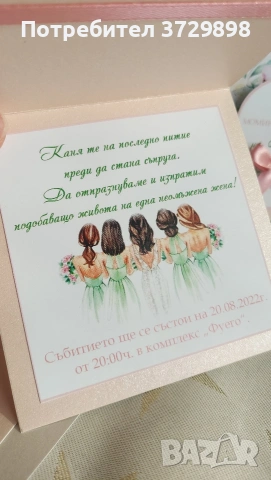 Потребител 3729898
Каня те на последно питие
преди да стана съпруга.
Да отпразнуваме и изпратим
подобаващо живота на една неомъжена жена!
Събитието ще се състои на 20.08.2022г.
от 20:00ч. в комплекс „Фуего“.
BAZAR